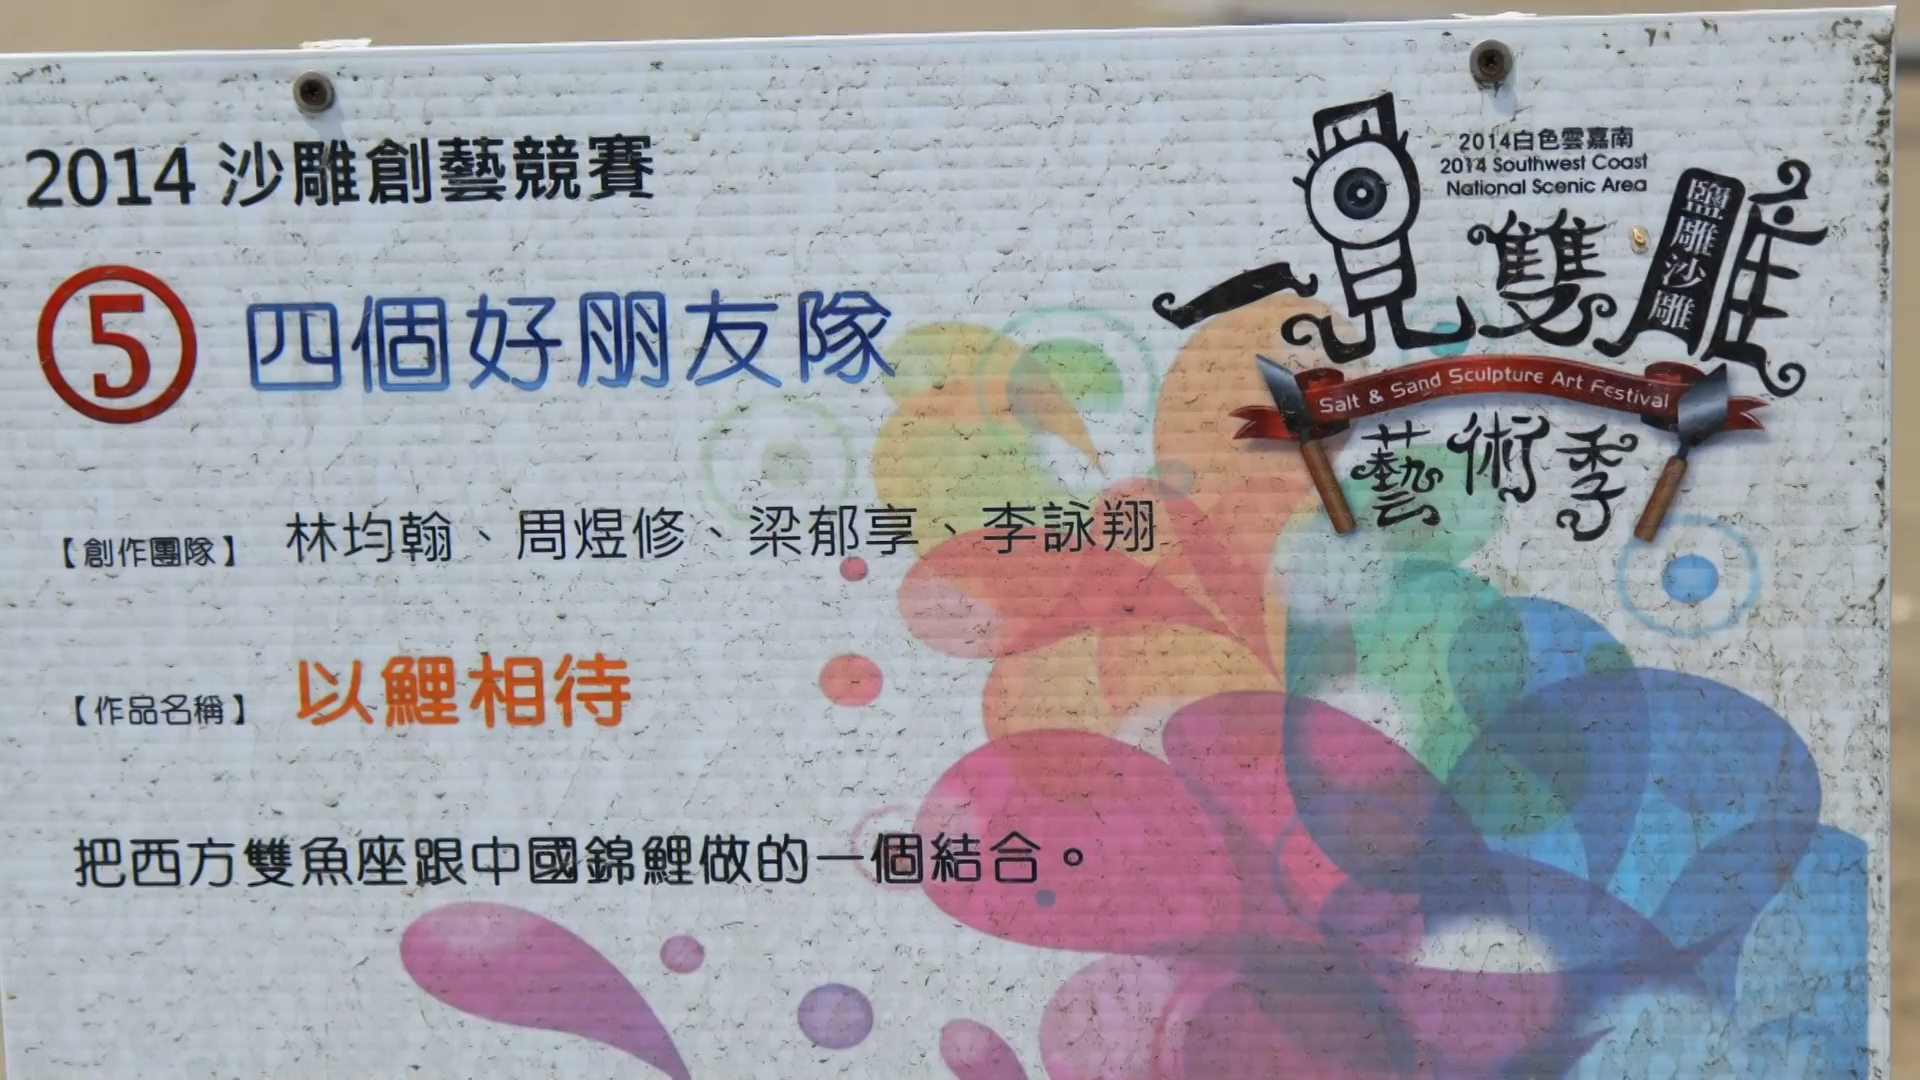 2014 沙雕創藝競賽
⑤ 四個好朋友隊
【創作團隊】 林均翰、周煜修、梁郁享、李詠翔
【作品名稱】 以鯉相待
把西方雙魚座跟中國錦鯉做的一個結合。
2014白色雲嘉南
2014 Southwest Coast
National Scenic Area
一見雙雕
鹽雕沙雕
Salt & Sand Sculpture Art Festival
藝術季